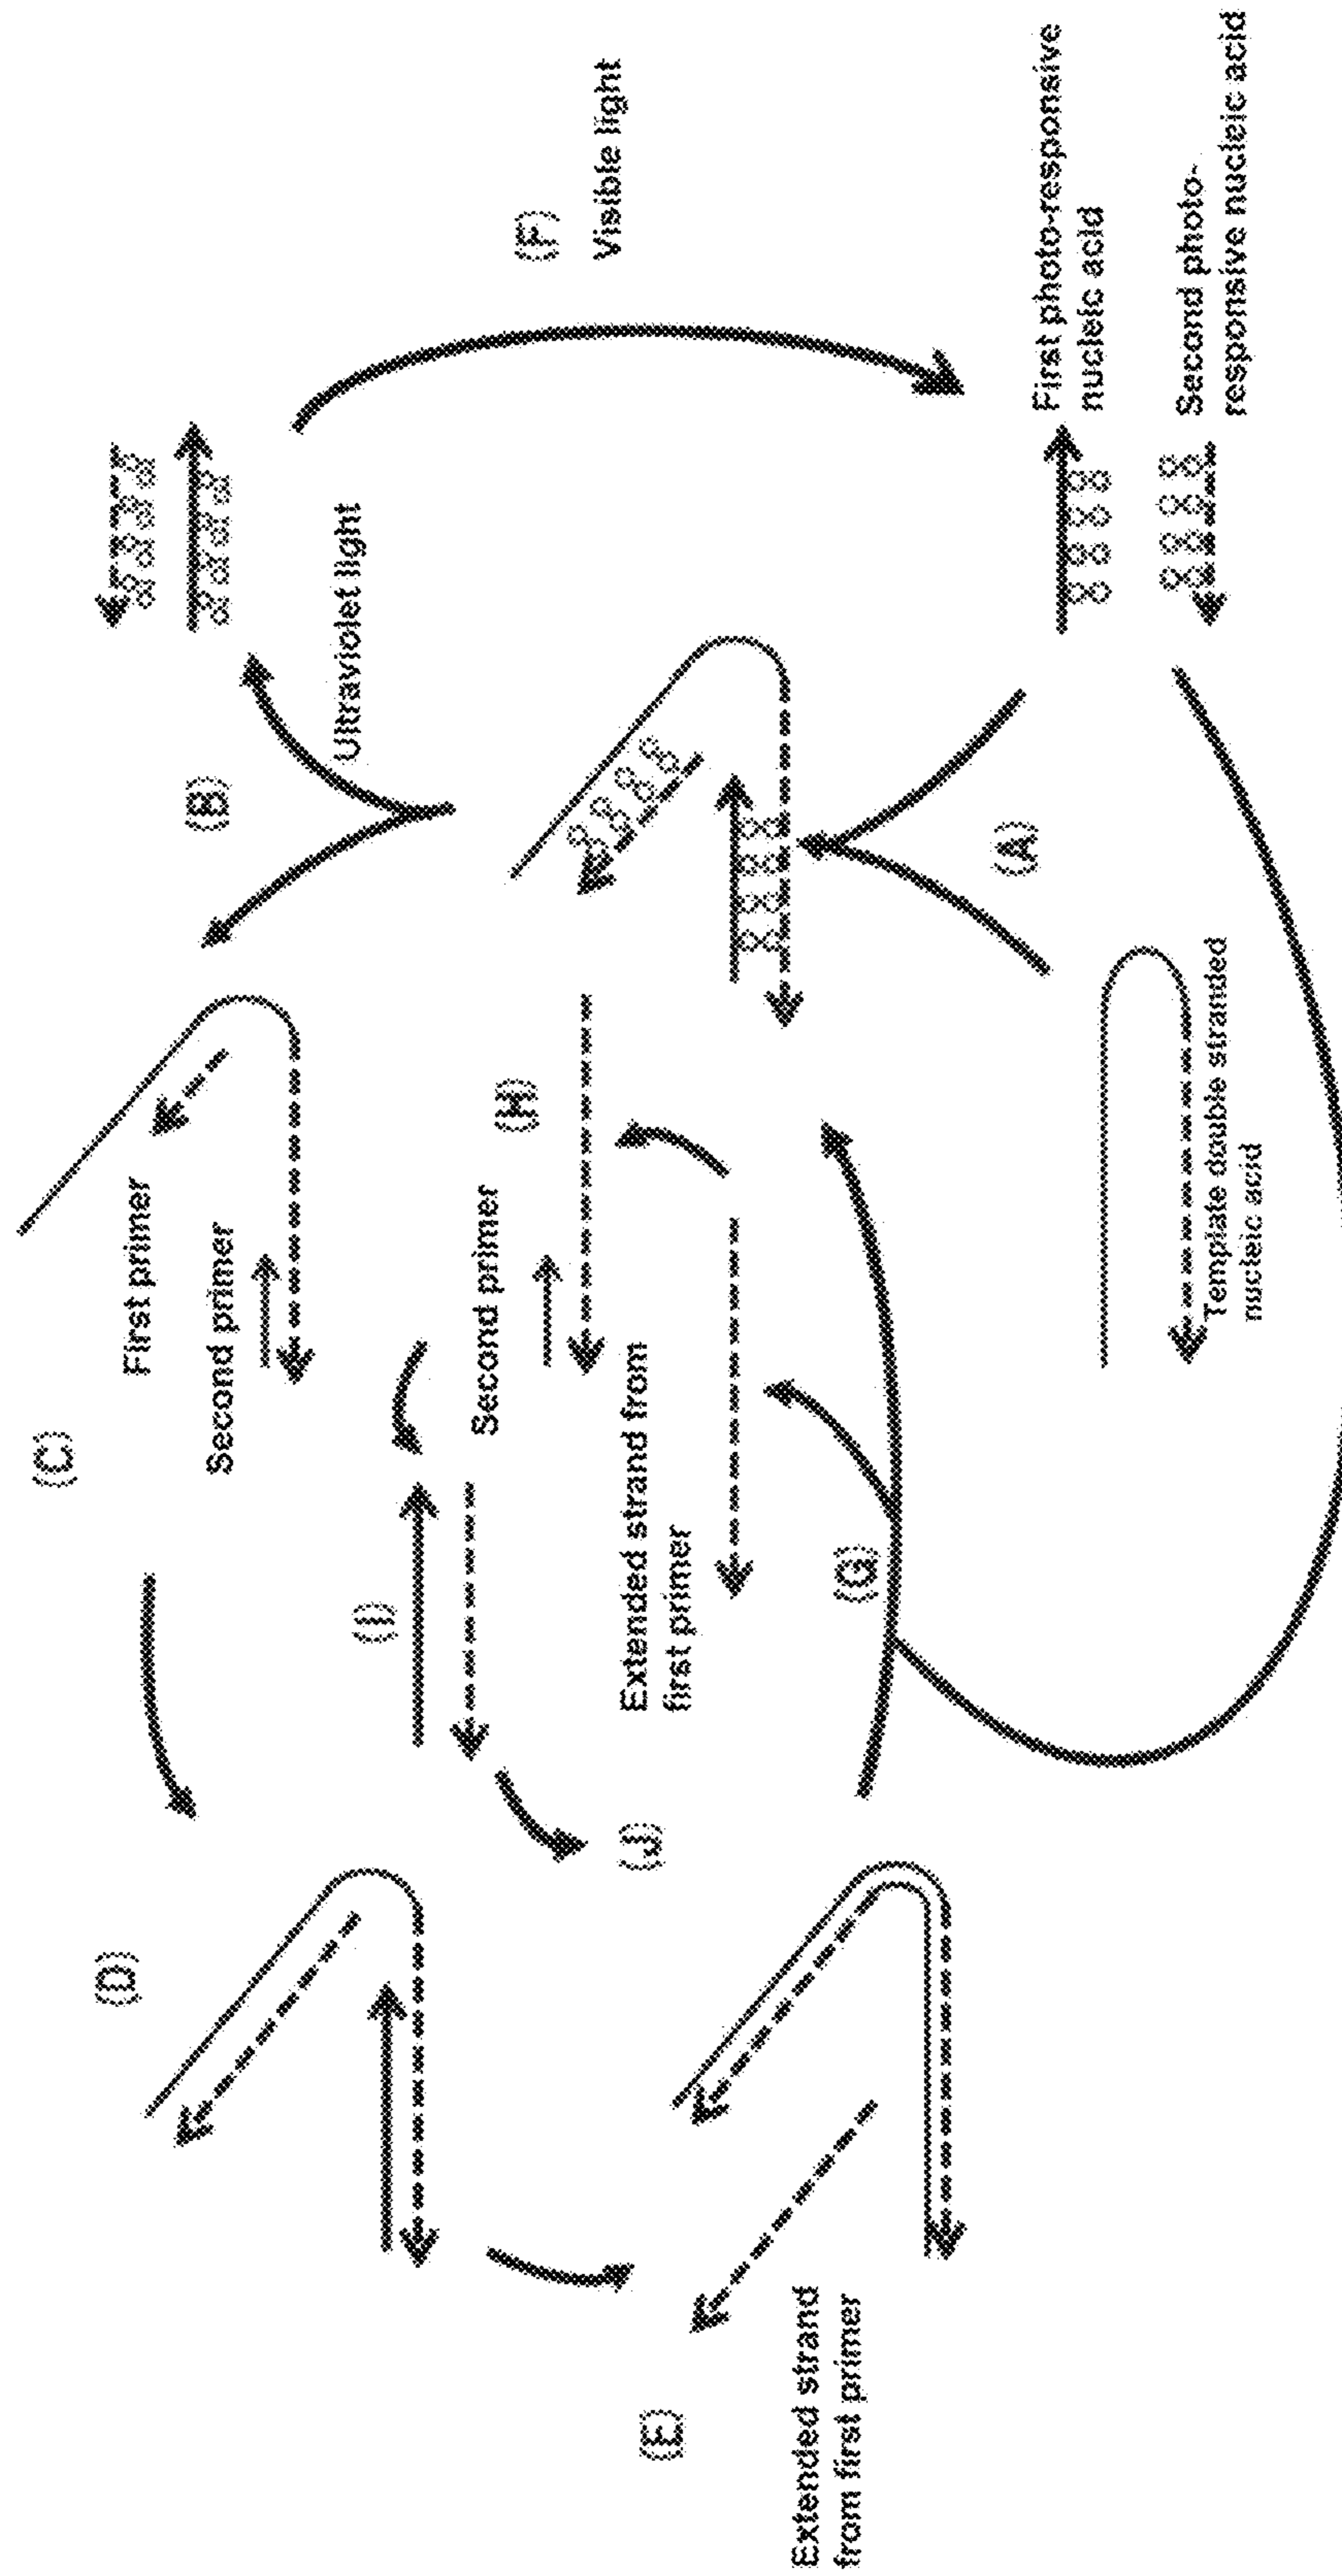 (C)
First primer
Second primer
(B)
Ultraviolet light
(F)
Visible light
(D)
(I)
Second primer
(H)
Extended strand from
first primer
(J)
(G)
(E)
Extended strand
from first primer
(A)
Template double stranded
nucleic acid
First photo-responsive
nucleic acid
Second photo-
responsive nucleic acid